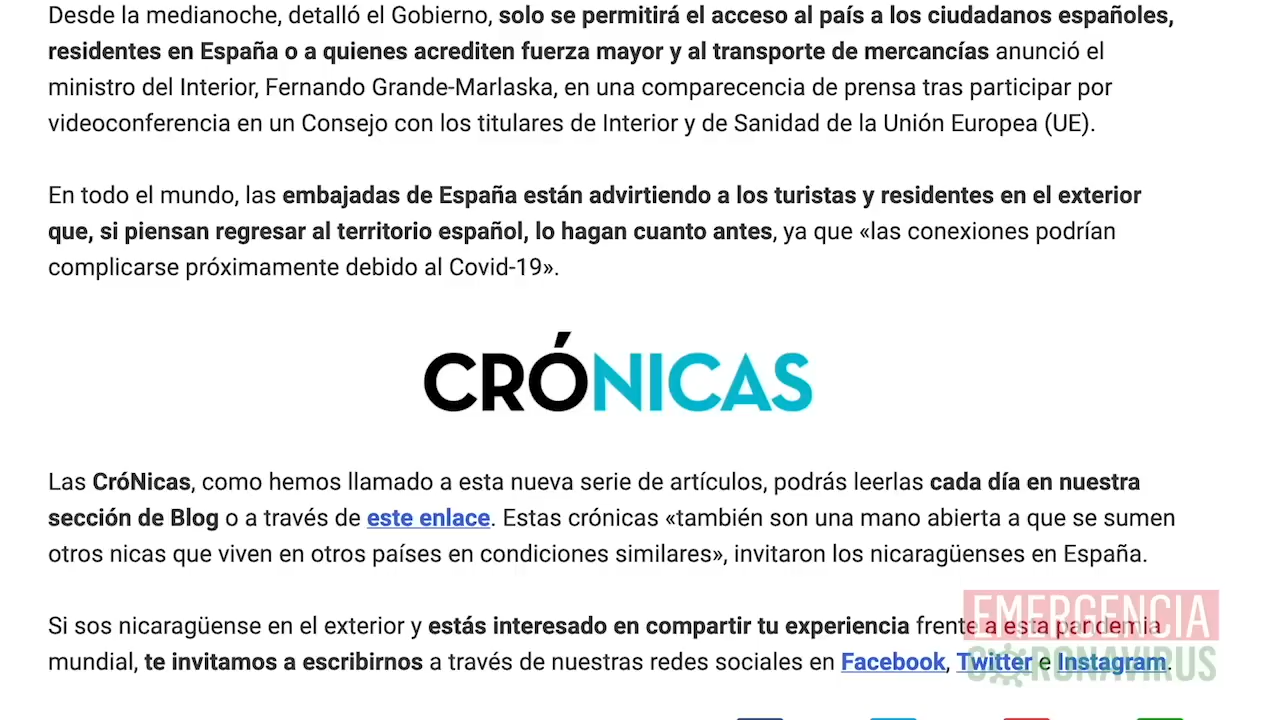 Desde la medianoche, detalló el Gobierno, solo se permitirá el acceso al país a los ciudadanos españoles,
residentes en España o a quienes acrediten fuerza mayor y al transporte de mercancías anunció el
ministro del Interior, Fernando Grande-Marlaska, en una comparecencia de prensa tras participar por
videoconferencia en un Consejo con los titulares de Interior y de Sanidad de la Unión Europea (UE).
En todo el mundo, las embajadas de España están advirtiendo a los turistas y residentes en el exterior
que, si piensan regresar al territorio español, lo hagan cuanto antes, ya que «las conexiones podrían
complicarse próximamente debido al Covid-19».
CRÓNICAS
Las CróNicas, como hemos llamado a esta nueva serie de artículos, podrás leerlas cada día en nuestra
sección de Blog o a través de este enlace. Estas crónicas «también son una mano abierta a que se sumen
otros nicas que viven en otros países en condiciones similares», invitaron los nicaragüenses en España.
Si sos nicaragüense en el exterior y estás interesado en compartir tu experiencia frente a esta pandemia
mundial, te invitamos a escribirnos a través de nuestras redes sociales en Facebook, Twitter e Instagram.
EMERGENCIA
CORONAVIRUS